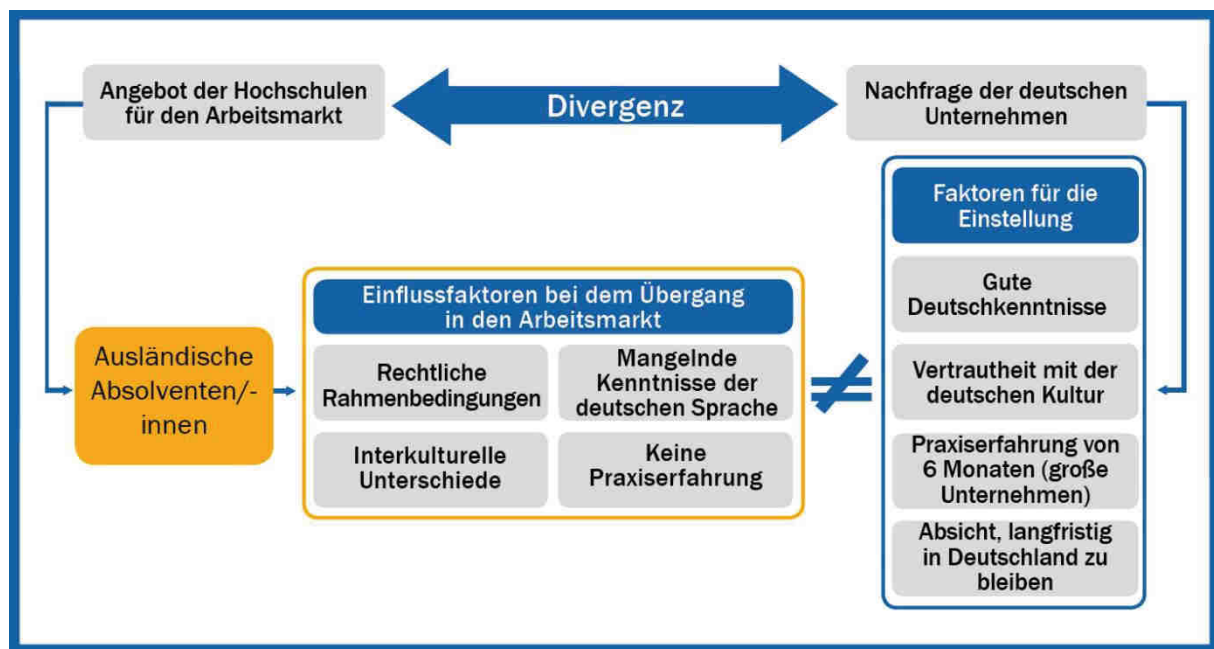 Angebot der Hochschulen
für den Arbeitsmarkt
Divergenz
Nachfrage der deutschen
Unternehmen
Ausländische
Absolventen/-
innen
Einflussfaktoren bei dem Übergang
in den Arbeitsmarkt
Rechtliche
Rahmenbedingungen
Mangelnde
Kenntnisse der
deutschen Sprache
Interkulturelle
Unterschiede
Keine
Praxiserfahrung
≠
Faktoren für die
Einstellung
Gute
Deutschkenntnisse
Vertrautheit mit der
deutschen Kultur
Praxiserfahrung von
6 Monaten (große
Unternehmen)
Absicht, langfristig
in Deutschland zu
bleiben